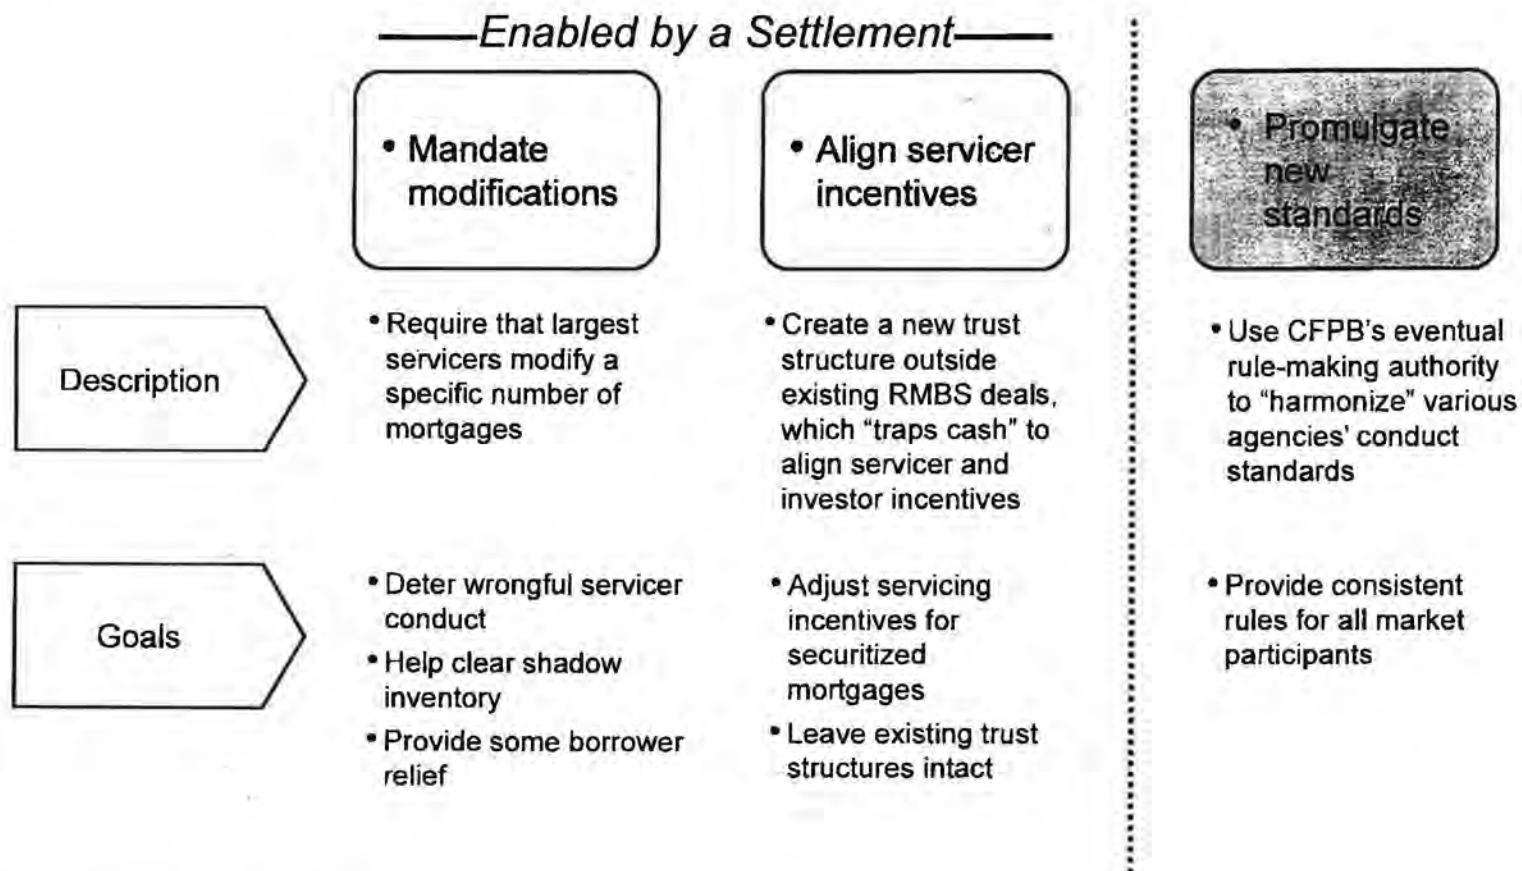 Enabled by a Settlement
• Mandate
modifications
• Align servicer
incentives
• Promulgate
new
standards
Description
• Require that largest
servicers modify a
specific number of
mortgages
• Create a new trust
structure outside
existing RMBS deals,
which “traps cash” to
align servicer and
investor incentives
• Use CFPB’s eventual
rule-making authority
to “harmonize” various
agencies’ conduct
standards
Goals
• Deter wrongful servicer
conduct
• Help clear shadow
inventory
• Provide some borrower
relief
• Adjust servicing
incentives for
securitized
mortgages
• Leave existing trust
structures intact
• Provide consistent
rules for all market
participants